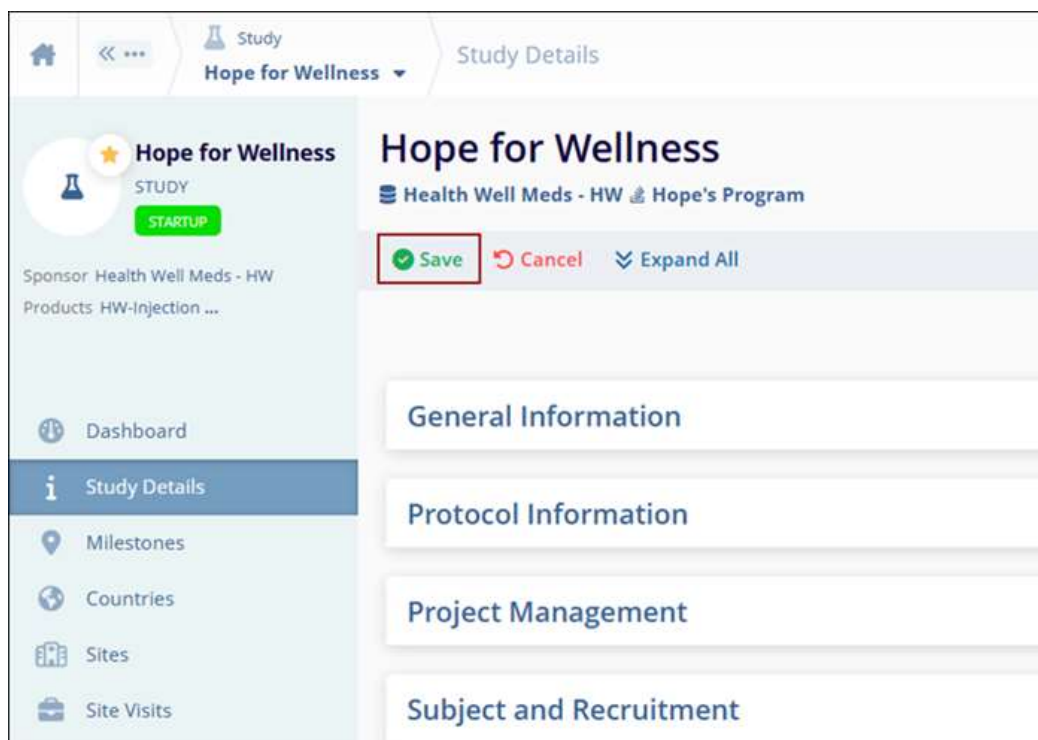 Study
Hope for Wellness
Study Details
Hope for Wellness
STUDY
STARTUP
Sponsor Health Well Meds - HW
Products HW-Injection ...
Dashboard
Study Details
Milestones
Countries
Sites
Site Visits
Hope for Wellness
Health Well Meds - HW Hope's Program
Save Cancel Expand All
General Information
Protocol Information
Project Management
Subject and Recruitment